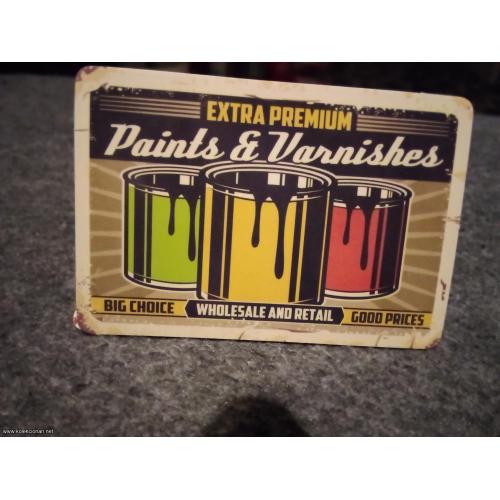 EXTRA PREMIUM
Paints & Varnishes
BIG CHOICE WHOLESALE AND RETAIL GOOD PRICES
www.kolekcionari.net